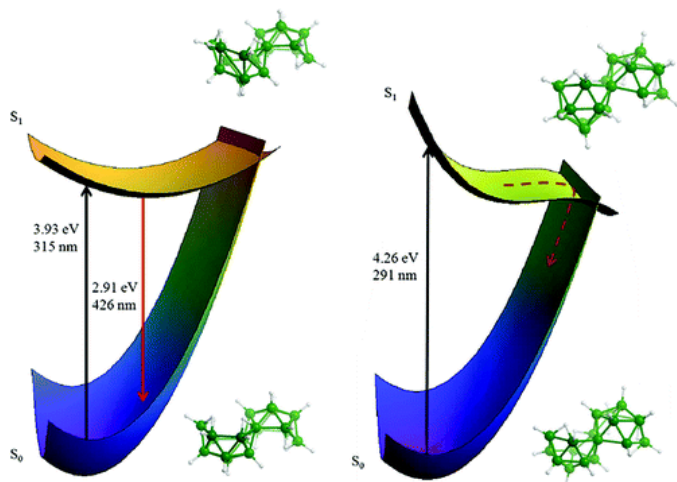 S₁
3.93 eV
315 nm
2.91 eV
426 nm
S₀
S₁
4.26 eV
291 nm
S₀